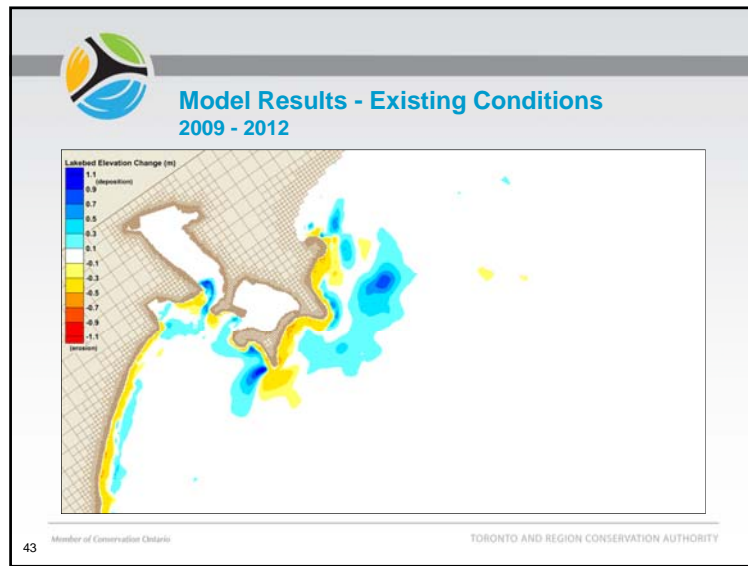 Model Results - Existing Conditions
2009 - 2012
Lakebed Elevation Change (m)
1.1
(deposition)
0.9
0.7
0.5
0.3
0.1
-0.1
-0.3
-0.5
-0.7
-0.9
-1.1
(erosion)
Member of Conservation Ontario
TORONTO AND REGION CONSERVATION AUTHORITY
43